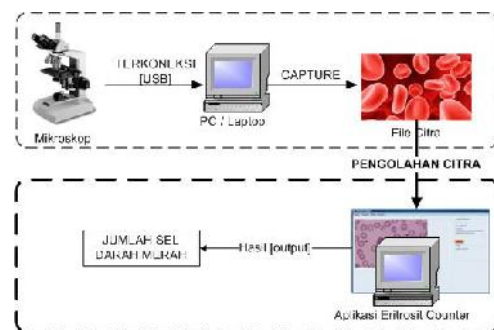 TERKONEKSI
[USB]
CAPTURE
Mikroskop
PC / Laptop
File Citra
PENGOLAHAN CITRA
JUMLAH SEL
DARAH MERAH
Hasil [output]
Aplikasi Eritrosit Counter